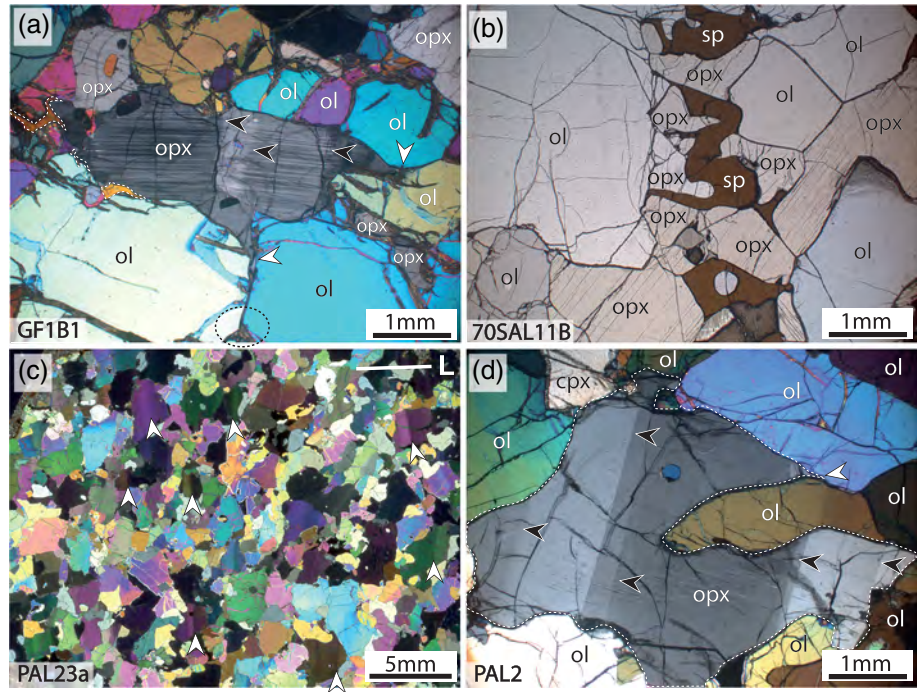 (a)
opx
opx
ol
ol
opx
ol
ol
opx
opx
ol
ol
GF1B1
1mm
(b)
sp
opx
ol
opx
ol
opx
opx
opx
sp
opx
opx
ol
ol
opx
70SAL11B
1mm
(c)
L
PAL23a
5mm
(d)
cpx
ol
ol
ol
ol
ol
ol
opx
ol
ol
ol
PAL2
1mm